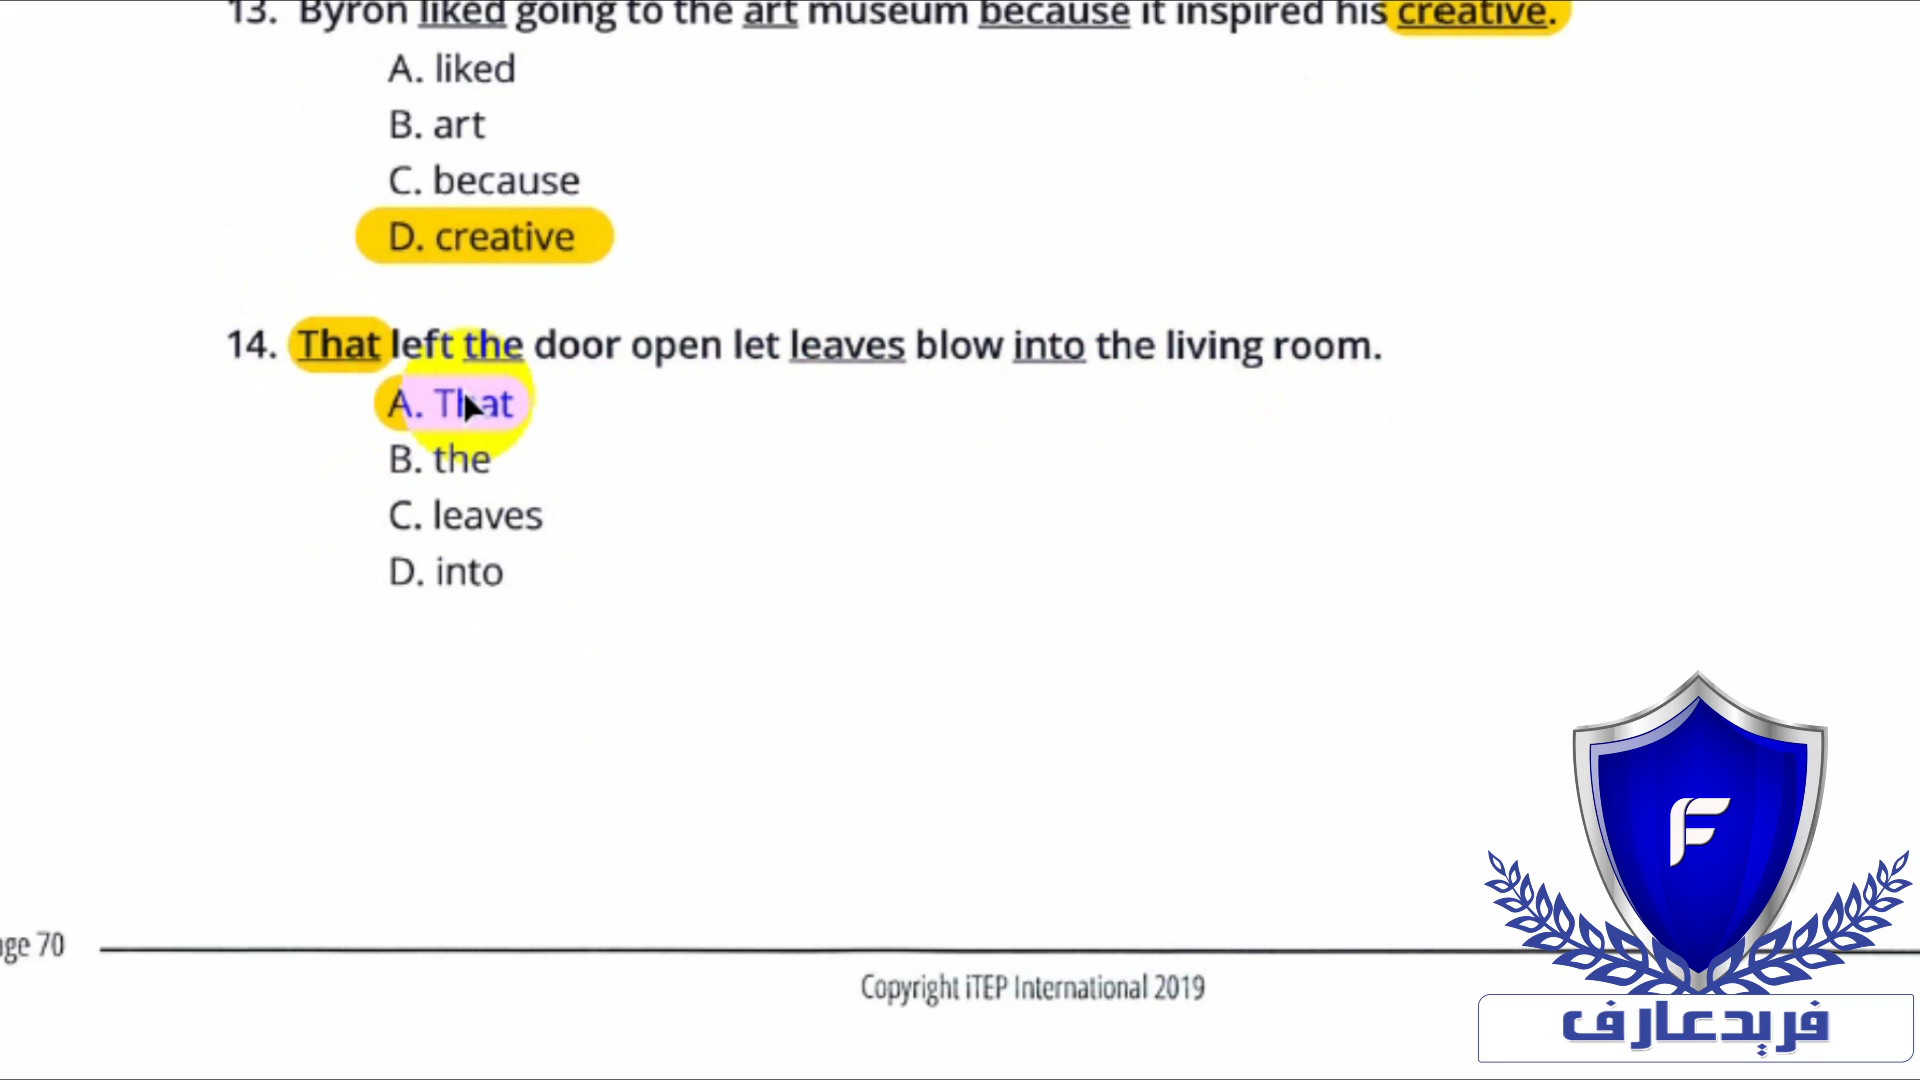 13. Byron liked going to the art museum because it inspired his creative.
A. liked
B. art
C. because
D. creative
14. That left the door open let leaves blow into the living room.
A. That
B. the
C. leaves
D. into
age 70
Copyright iTEP International 2019
F
فريدعارف